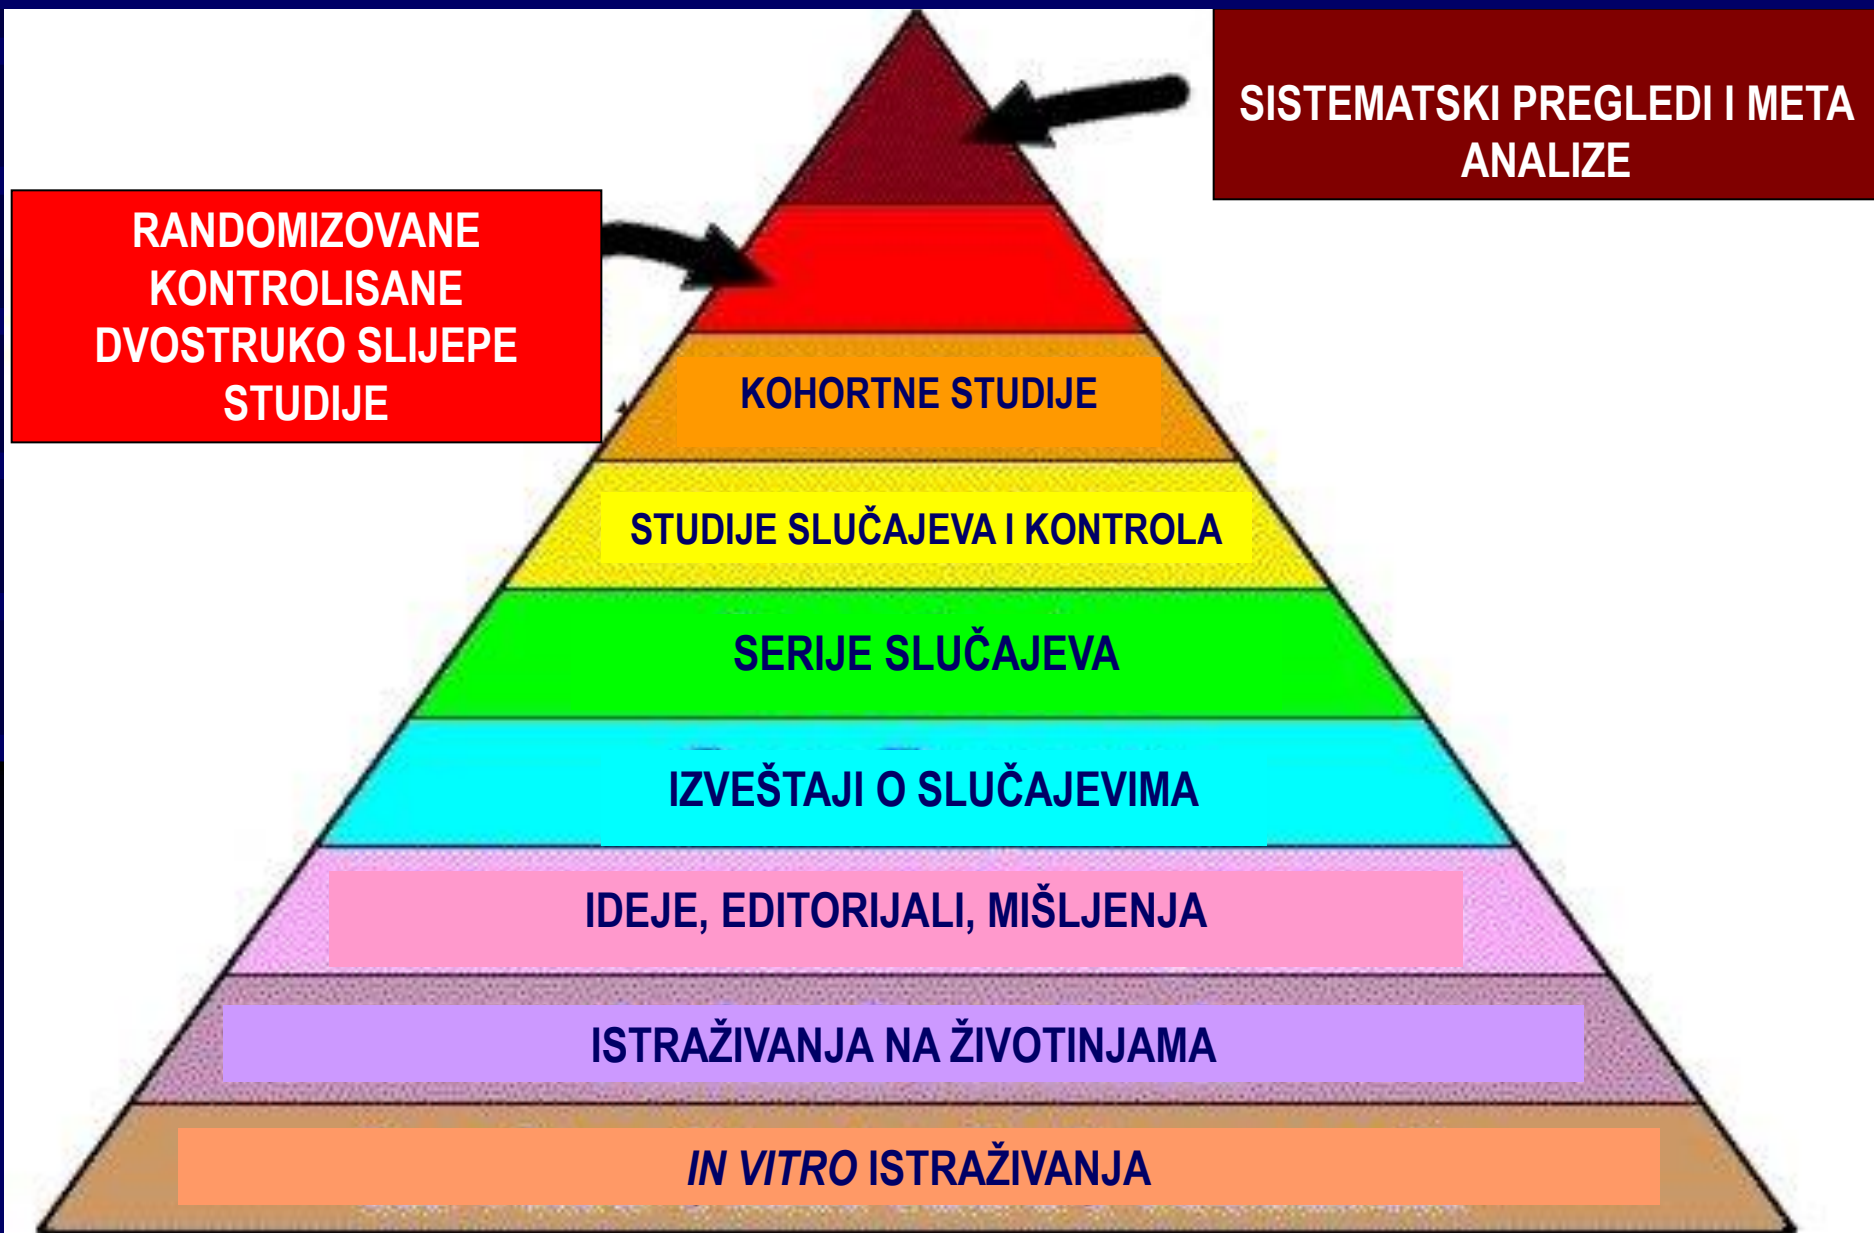 SISTEMATSKI PREGLEDI I META
ANALIZE
RANDOMIZOVANE
KONTROLISANE
DVOSTRUKO SLIJEPE
STUDIJE
KOHORTNE STUDIJE
STUDIJE SLUČAJEVA I KONTROLA
SERIJE SLUČAJEVA
IZVEŠTAJI O SLUČAJEVIMA
IDEJE, EDITORIJALI, MIŠLJENJA
ISTRAŽIVANJA NA ŽIVOTINJAMA
IN VITRO ISTRAŽIVANJA